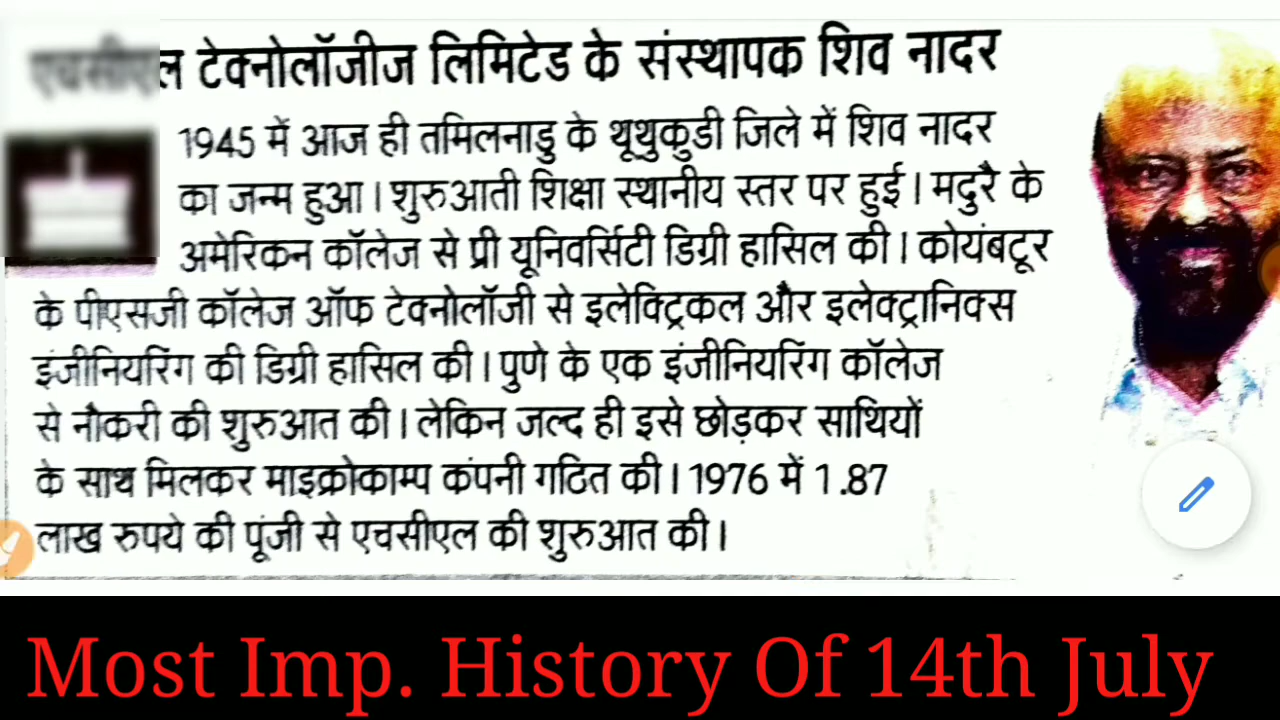 टेक्नोलॉजीज लिमिटेड के संस्थापक शिव नादर
1945 में आज ही तमिलनाडु के थूथुकुडी जिले में शिव नादर
का जन्म हुआ। शुरुआती शिक्षा स्थानीय स्तर पर हुई। मदुरै के
अमेरिकन कॉलेज से प्री यूनिवर्सिटी डिग्री हासिल की। कोयंबटूर
के पीएसजी कॉलेज ऑफ टेक्नोलॉजी से इलेक्ट्रिकल और इलेक्ट्रानिक्स
इंजीनियरिंग की डिग्री हासिल की। पुणे के एक इंजीनियरिंग कॉलेज
से नौकरी की शुरुआत की। लेकिन जल्द ही इसे छोड़कर साथियों
के साथ मिलकर माइक्रोकाम्प कंपनी गठित की। 1976 में 1.87
लाख रुपये की पूंजी से एचसीएल की शुरुआत की।
Most Imp. History Of 14th July